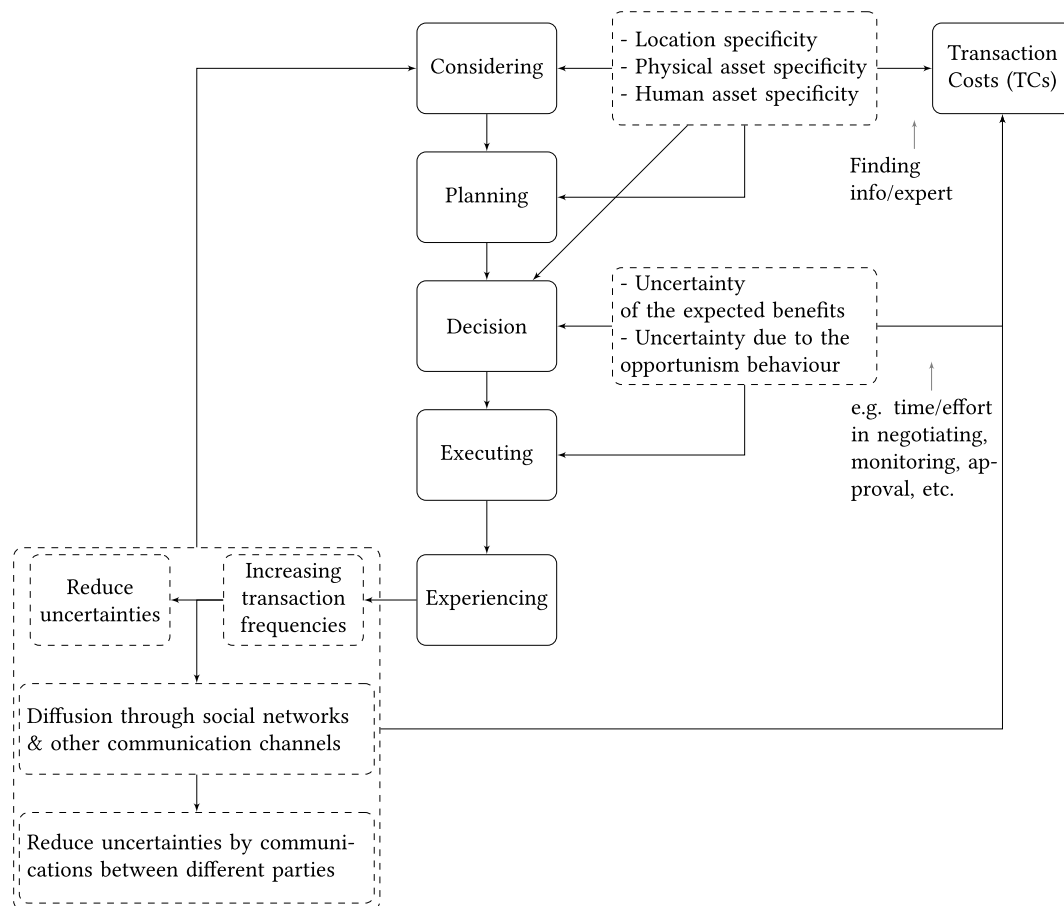 Considering
- Location specificity
- Physical asset specificity
- Human asset specificity
Transaction
Costs (TCs)
Finding
info/expert
Planning
Decision
- Uncertainty
of the expected benefits
- Uncertainty due to the
opportunism behaviour
e.g. time/effort
in negotiating,
monitoring, ap-
proval, etc.
Executing
Experiencing
Increasing
transaction
frequencies
Reduce
uncertainties
Diffusion through social networks
& other communication channels
Reduce uncertainties by communi-
cations between different parties